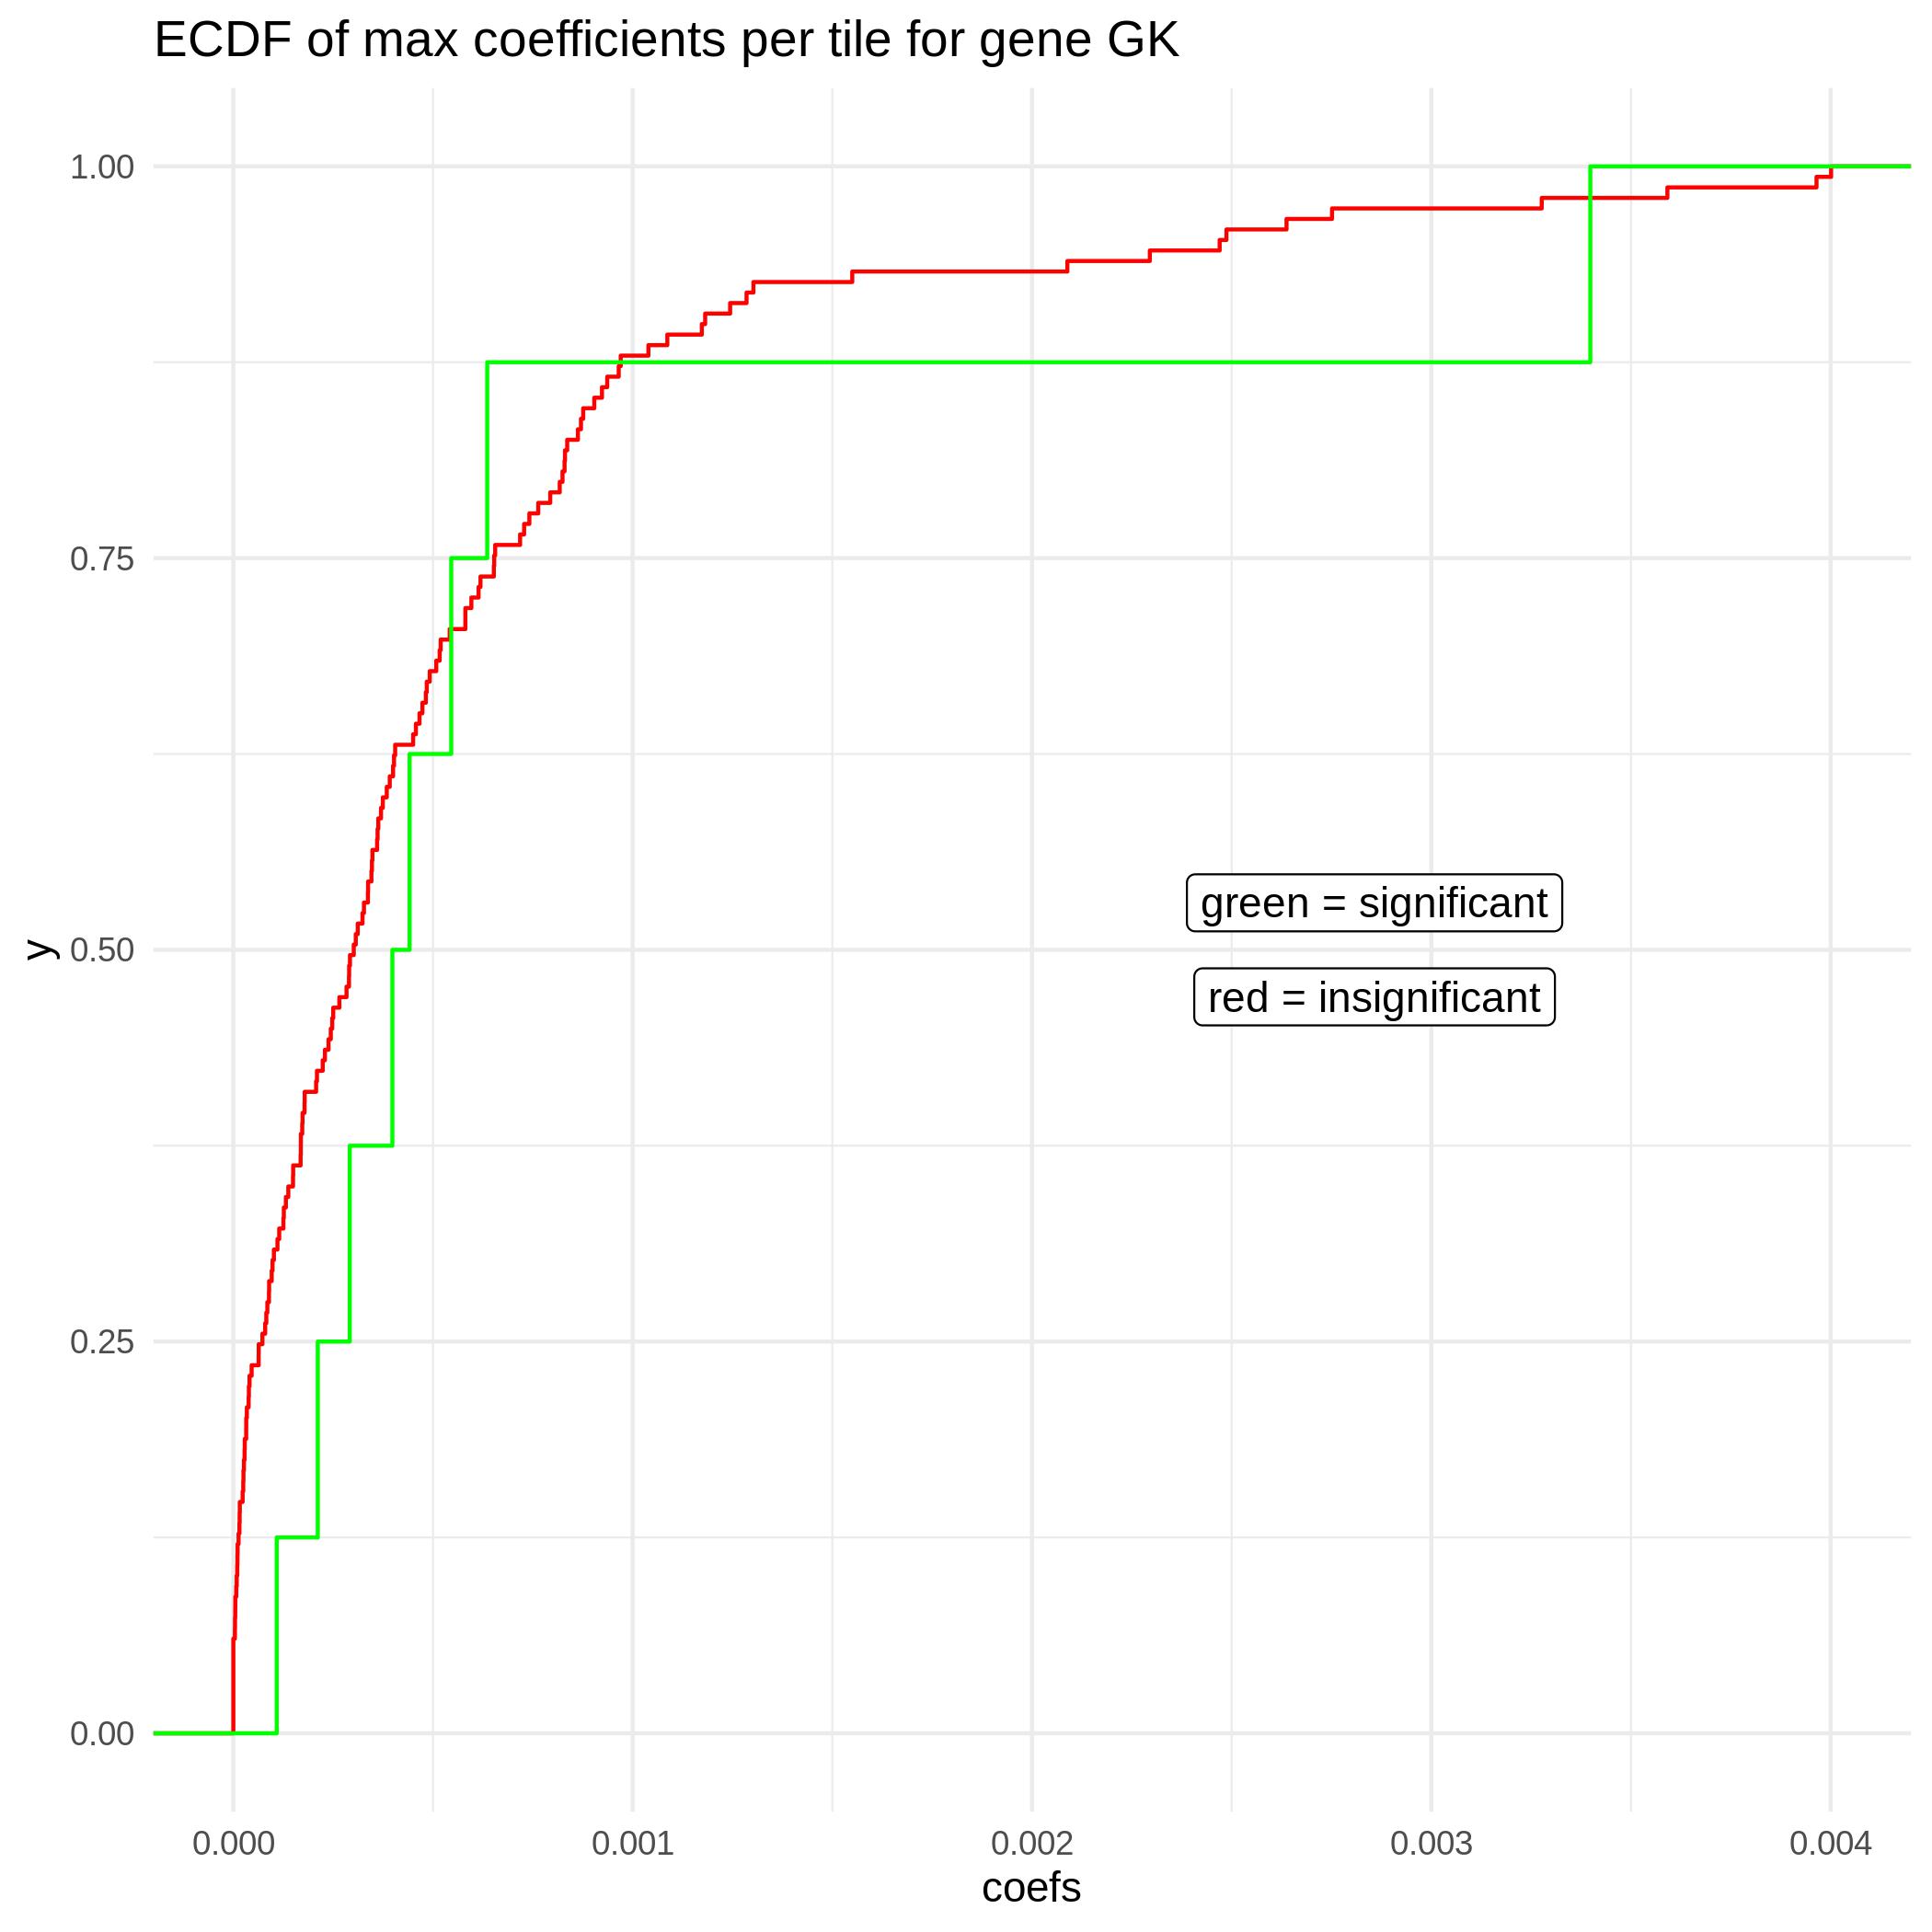 ECDF of max coefficients per tile for gene GK
1.00
0.75
0.50
0.25
0.00
y
green = significant
red = insignificant
0.000 0.001 0.002 0.003 0.004
coefs